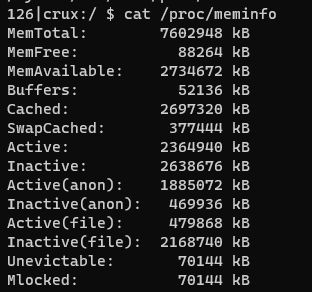 126|crux:/ $ cat /proc/meminfo
MemTotal:        7602948 kB
MemFree:           88264 kB
MemAvailable:    2734672 kB
Buffers:           52136 kB
Cached:          2697320 kB
SwapCached:       377444 kB
Active:          2364940 kB
Inactive:        2638676 kB
Active(anon):    1885072 kB
Inactive(anon):   469936 kB
Active(file):     479868 kB
Inactive(file):  2168740 kB
Unevictable:       70144 kB
Mlocked:           70144 kB